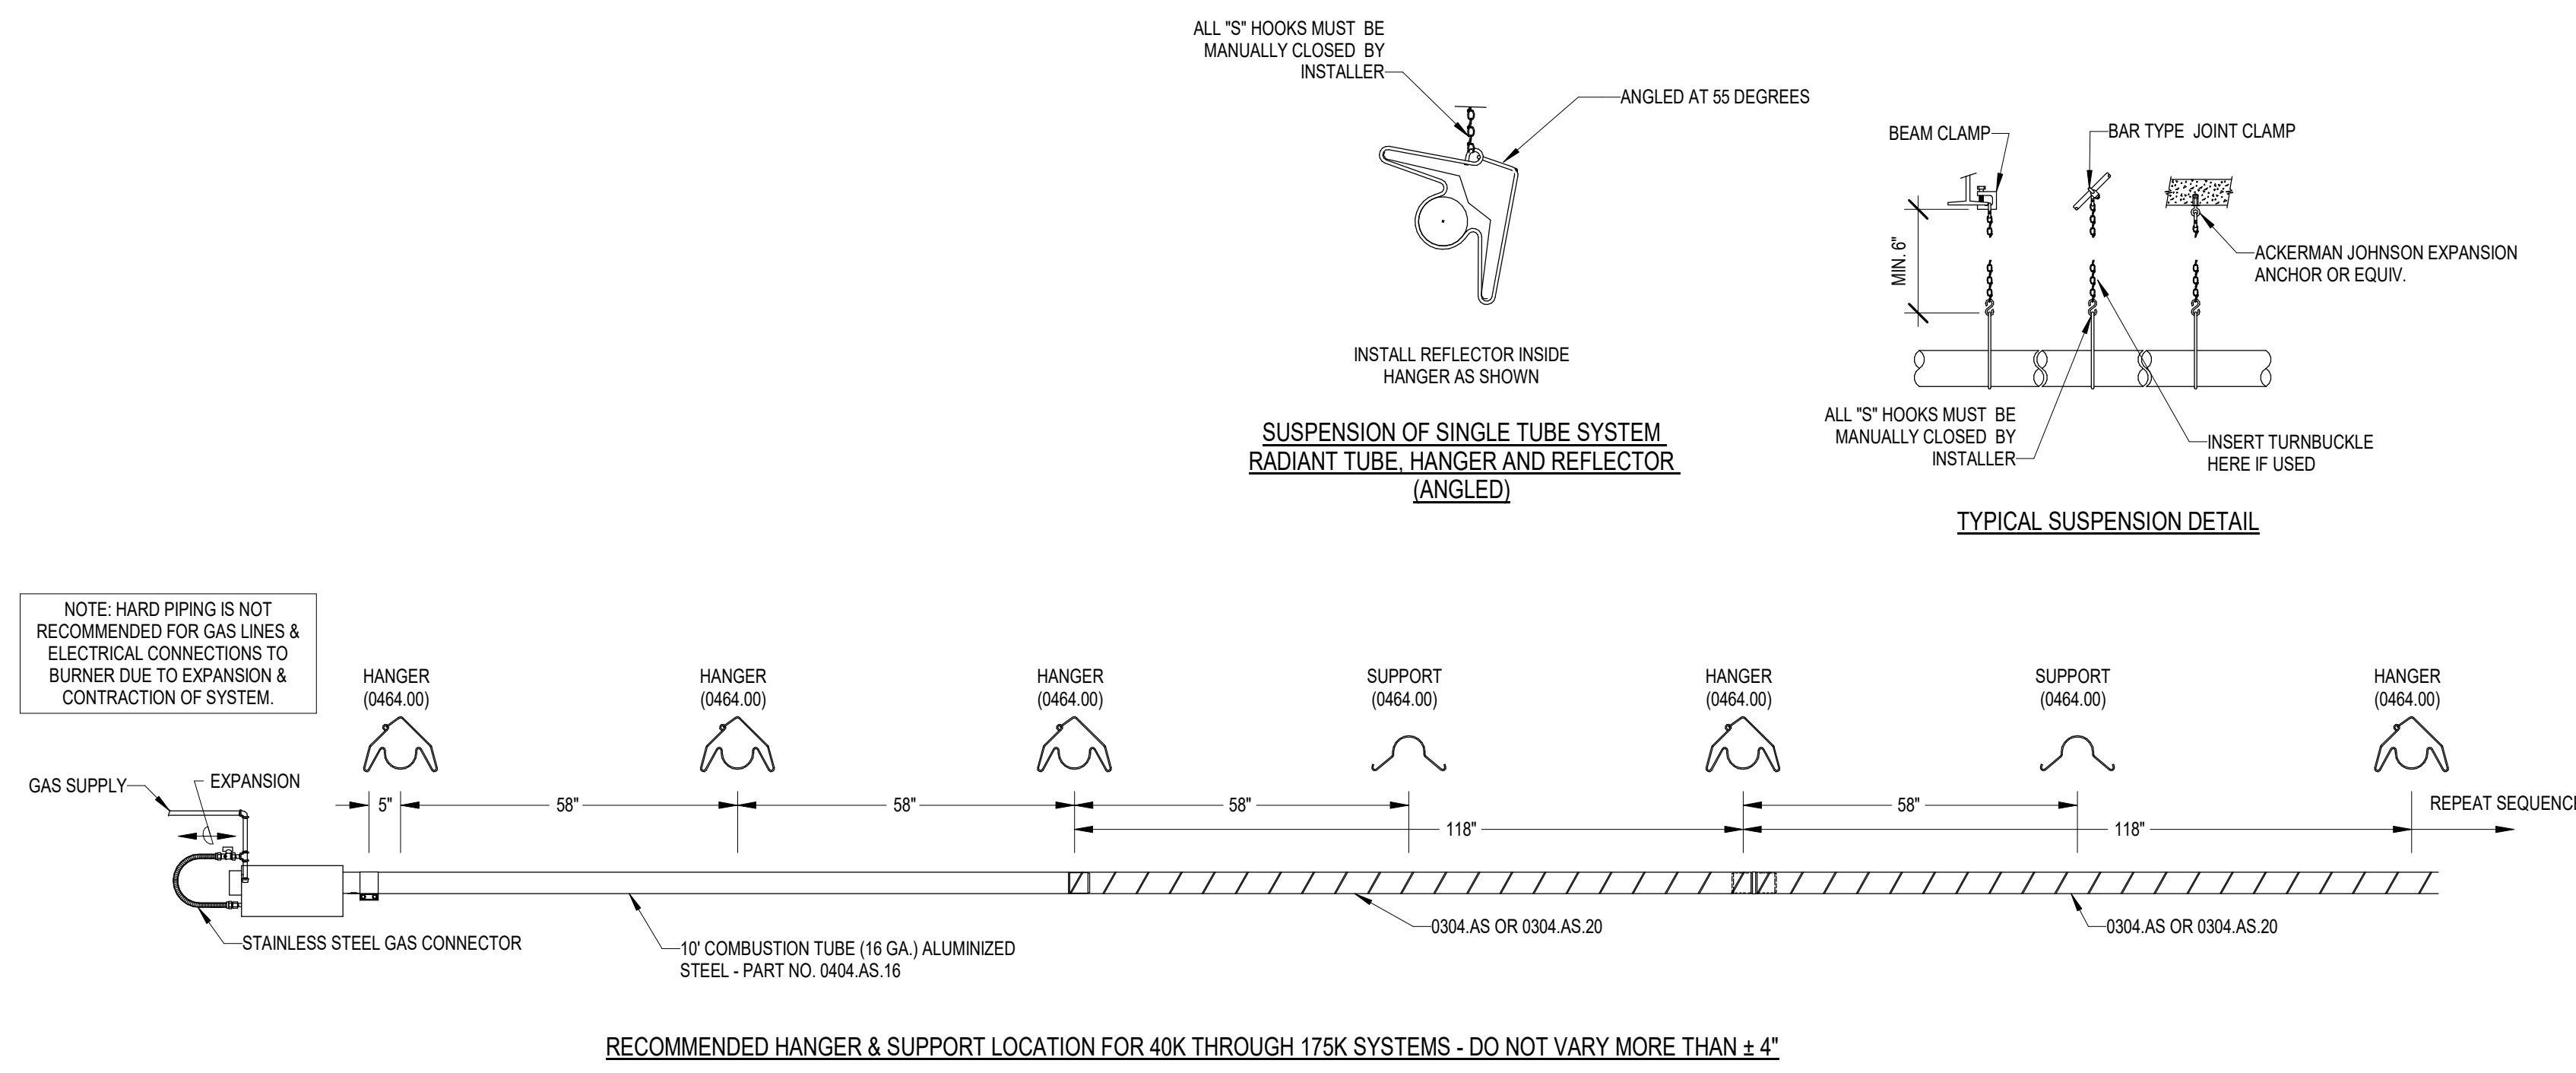 ALL "S" HOOKS MUST BE
MANUALLY CLOSED BY
INSTALLER
ANGLED AT 55 DEGREES
INSTALL REFLECTOR INSIDE
HANGER AS SHOWN
SUSPENSION OF SINGLE TUBE SYSTEM
RADIANT TUBE, HANGER AND REFLECTOR
(ANGLED)
BEAM CLAMP
BAR TYPE JOINT CLAMP
MIN. 6"
ACKERMAN JOHNSON EXPANSION
ANCHOR OR EQUIV.
ALL "S" HOOKS MUST BE
MANUALLY CLOSED BY
INSTALLER
INSERT TURNBUCKLE
HERE IF USED
TYPICAL SUSPENSION DETAIL
NOTE: HARD PIPING IS NOT
RECOMMENDED FOR GAS LINES &
ELECTRICAL CONNECTIONS TO
BURNER DUE TO EXPANSION &
CONTRACTION OF SYSTEM.
HANGER
(0464.00)
HANGER
(0464.00)
HANGER
(0464.00)
SUPPORT
(0464.00)
HANGER
(0464.00)
SUPPORT
(0464.00)
HANGER
(0464.00)
GAS SUPPLY
EXPANSION
5"
58"
58"
58"
58"
REPEAT SEQUENC
118"
118"
STAINLESS STEEL GAS CONNECTOR
10' COMBUSTION TUBE (16 GA.) ALUMINIZED
STEEL - PART NO. 0404.AS.16
0304.AS OR 0304.AS.20
0304.AS OR 0304.AS.20
RECOMMENDED HANGER & SUPPORT LOCATION FOR 40K THROUGH 175K SYSTEMS - DO NOT VARY MORE THAN ± 4"